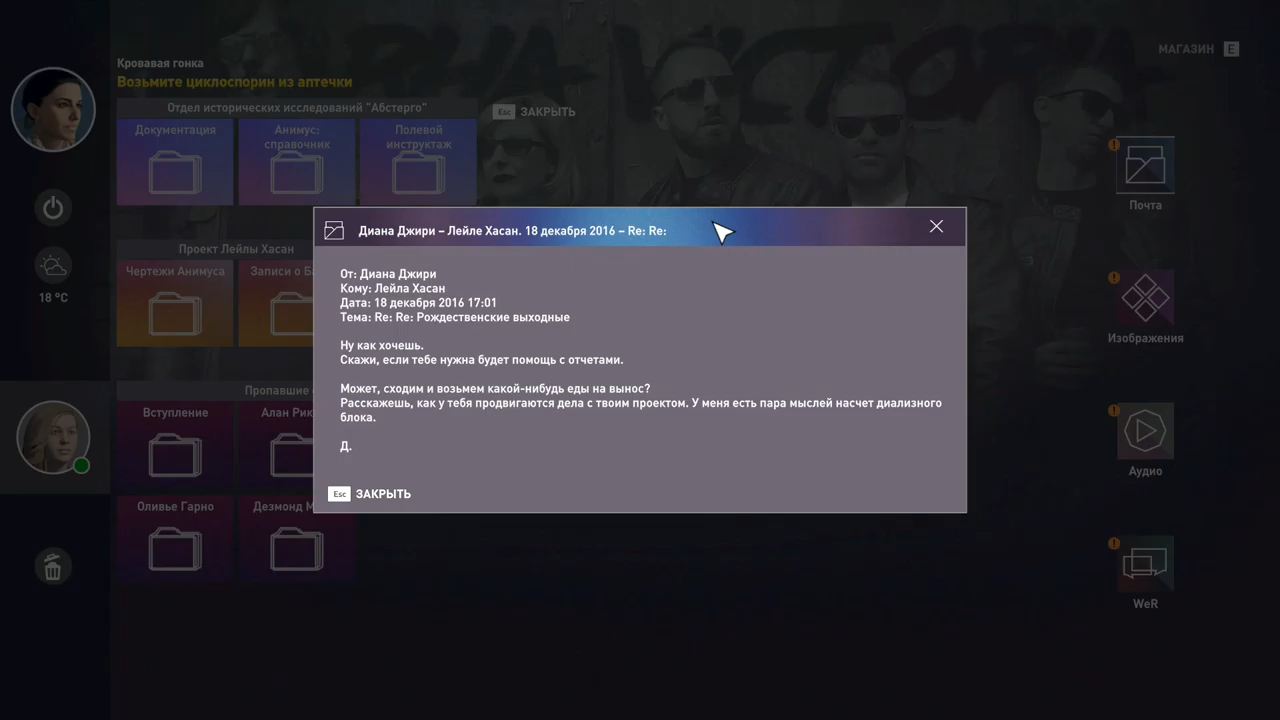 Кровавая гонка
Возьмите циклоспорин из аптечки
МАГАЗИН E
Отдел исторических исследований "Абстерго"
Esc ЗАКРЫТЬ
Документация
Анимус: справочник
Полевой инструктаж
Почта
Проект Лейлы Хасан
Чертежи Анимуса
Записи о Ба
18 °C
Изображения
Диана Джири – Лейле Хасан. 18 декабря 2016 – Re: Re:
От: Диана Джири
Кому: Лейла Хасан
Дата: 18 декабря 2016 17:01
Тема: Re: Re: Рождественские выходные
Ну как хочешь.
Скажи, если тебе нужна будет помощь с отчетами.
Может, сходим и возьмем какой-нибудь еды на вынос?
Расскажешь, как у тебя продвигаются дела с твоим проектом. У меня есть пара мыслей насчет диализного
блока.
Д.
Esc ЗАКРЫТЬ
Пропавшие
Вступление
Алан Рик
Аудио
Оливье Гарно
Дезмонд М
WeR